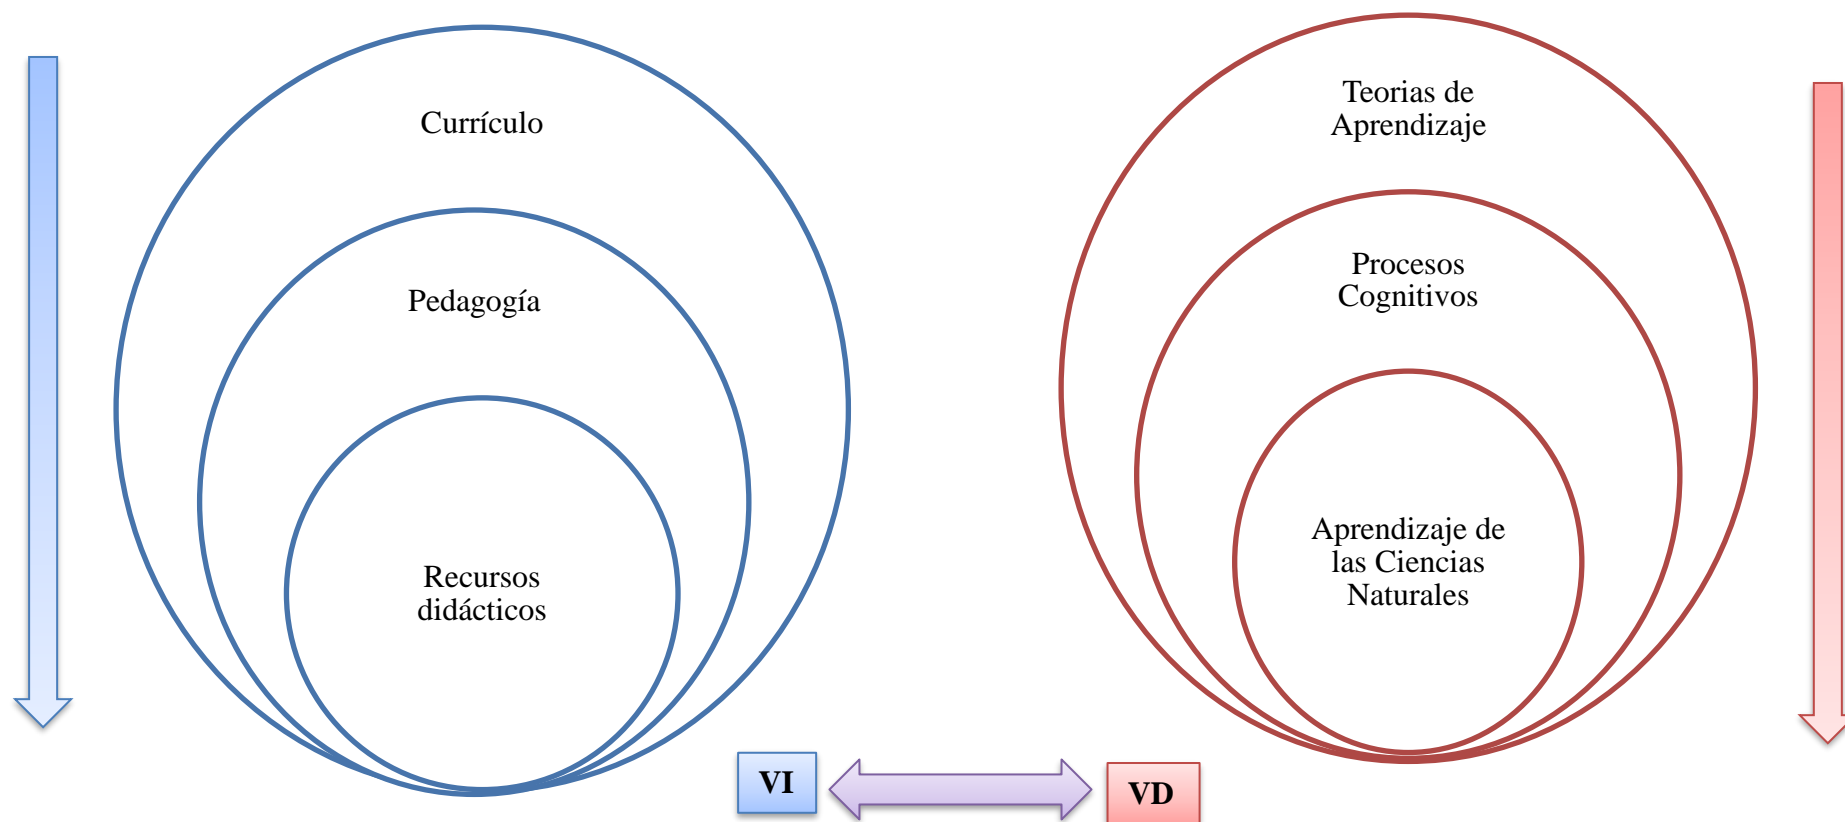 Currículo
Pedagogía
Recursos
didácticos
Teorias de
Aprendizaje
Procesos
Cognitivos
Aprendizaje de
las Ciencias
Naturales
VI
VD